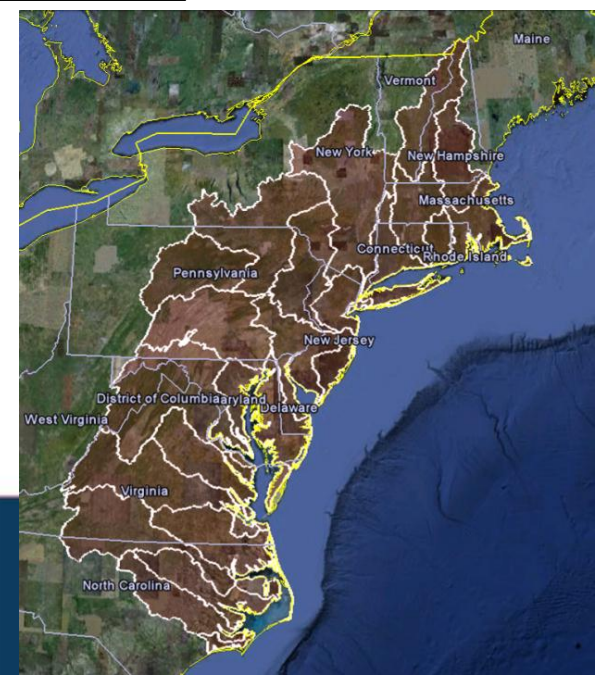 Maine
Vermont
New York
New Hampshire
Massachusetts
Connecticut
Rhode Island
Pennsylvania
New Jersey
District of Columbia
aryland
Delaware
West Virginia
Virginia
North Carolina